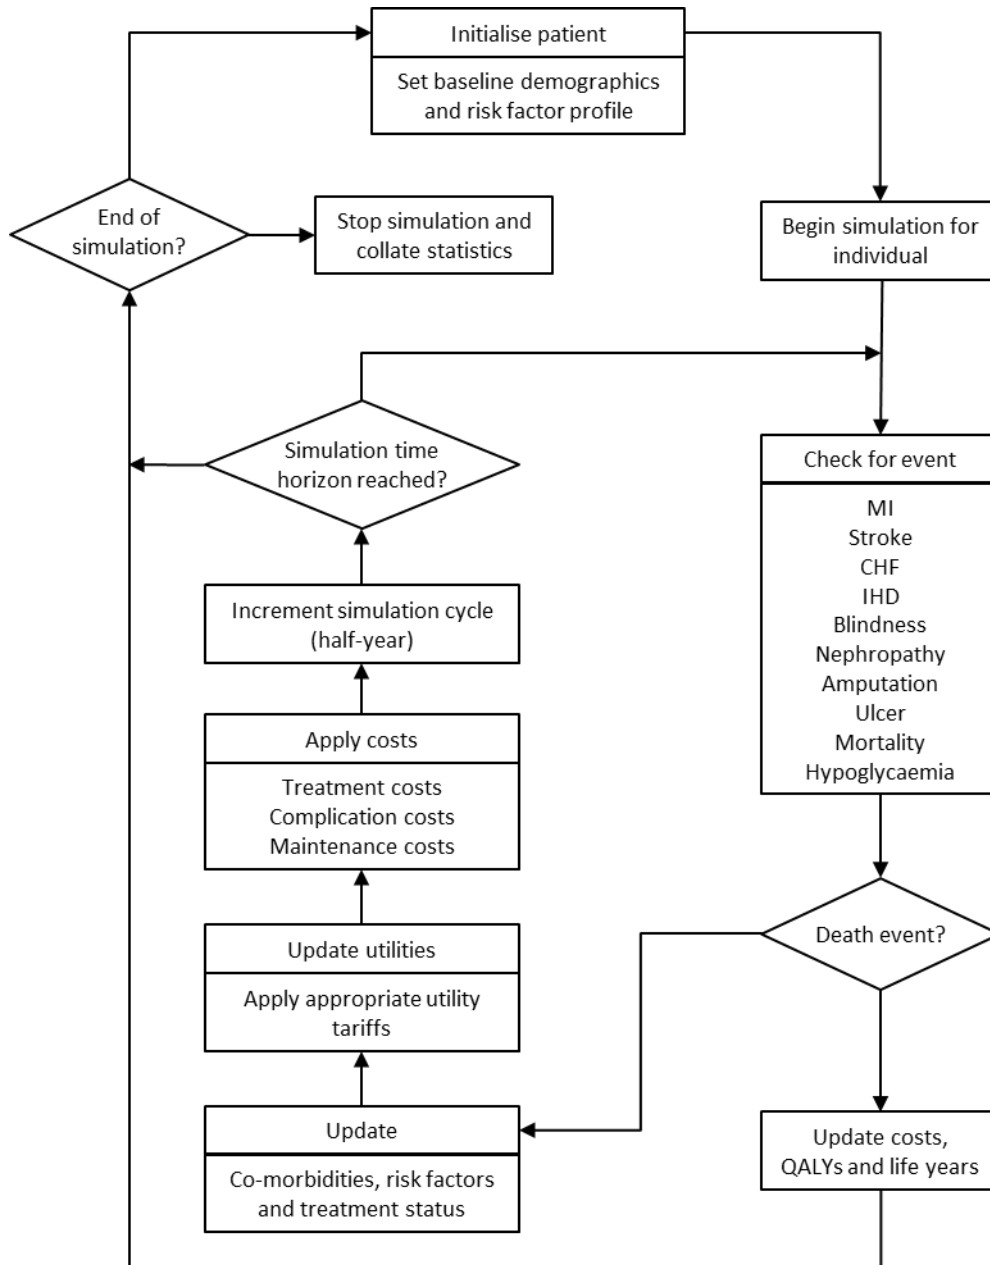 Initialise patient
Set baseline demographics
and risk factor profile
End of
simulation?
Stop simulation and
collate statistics
Begin simulation for
individual
Simulation time
horizon reached?
Check for event
MI
Stroke
CHF
IHD
Blindness
Nephropathy
Amputation
Ulcer
Mortality
Hypoglycaemia
Increment simulation cycle
(half-year)
Apply costs
Treatment costs
Complication costs
Maintenance costs
Death event?
Update utilities
Apply appropriate utility
tariffs
Update
Co-morbidities, risk factors
and treatment status
Update costs,
QALYs and life years